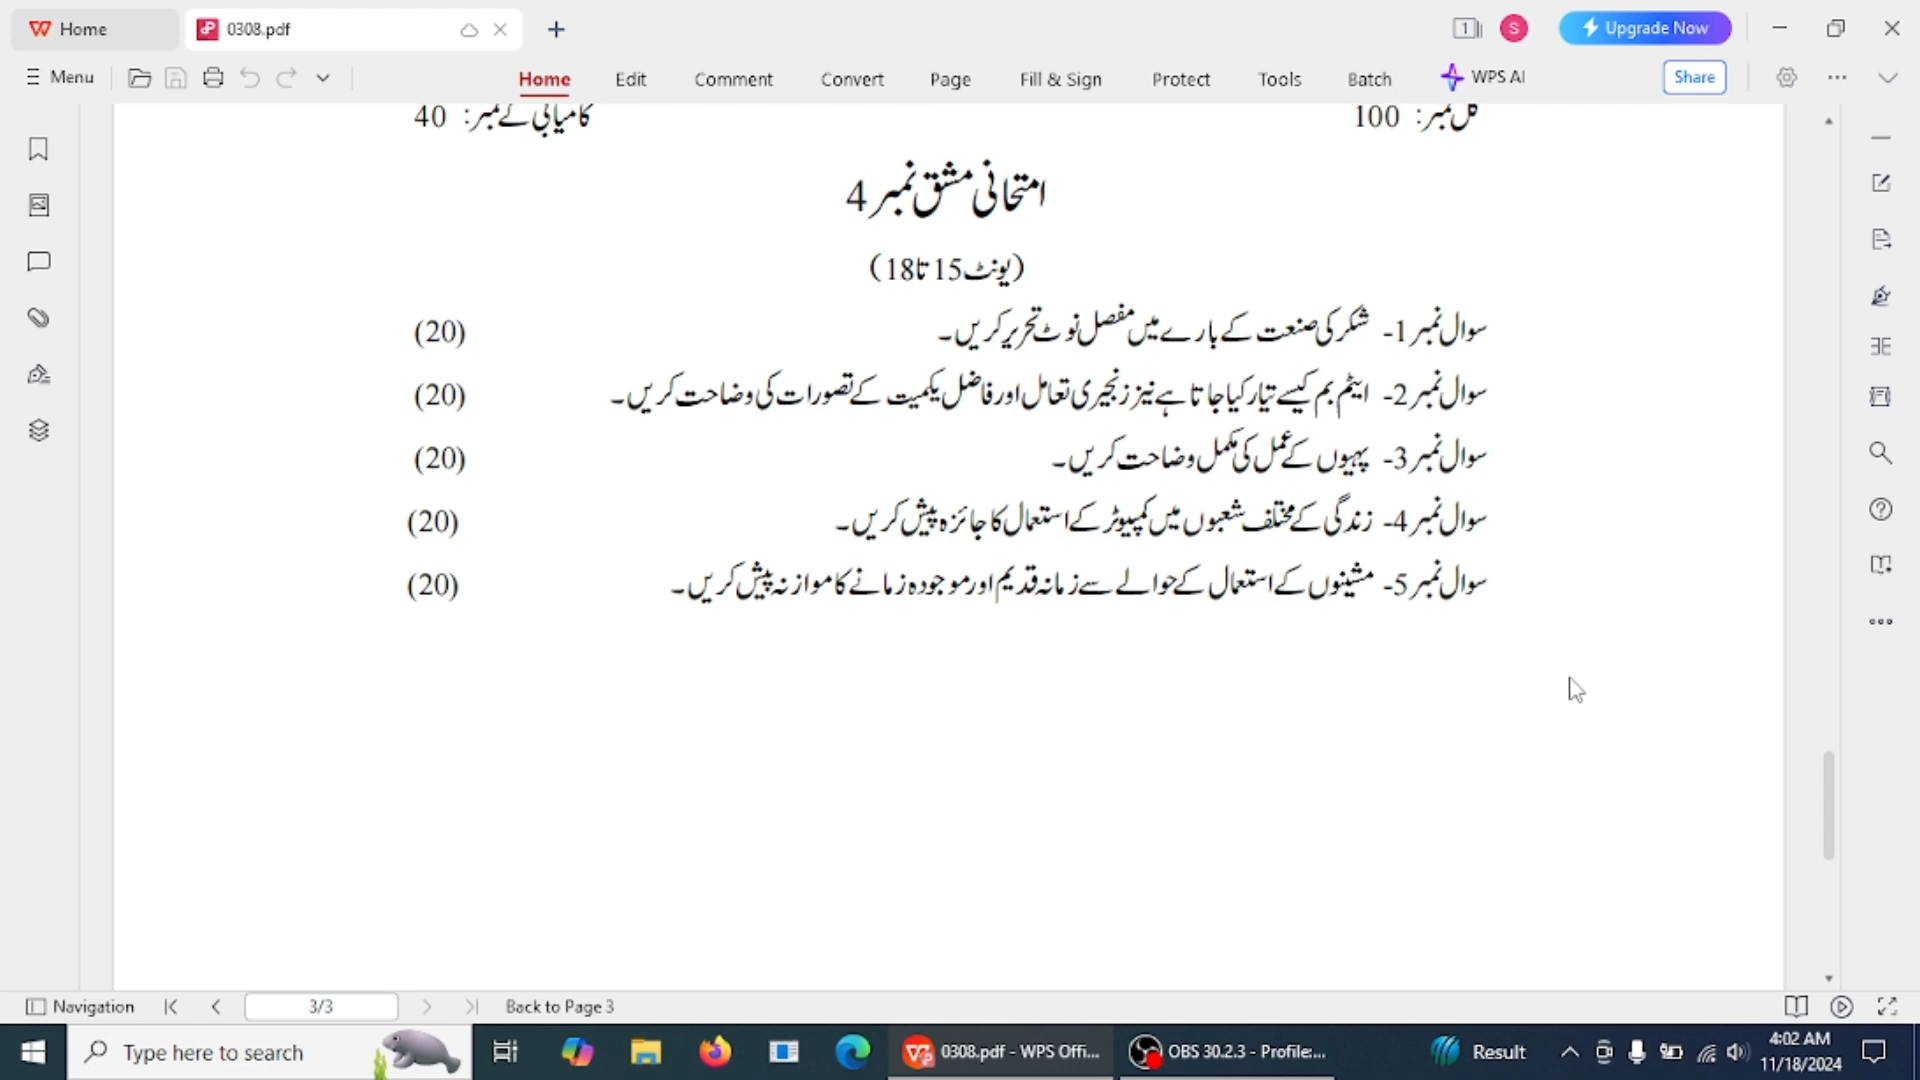 Home
0308.pdf
Upgrade Now
Menu
Home Edit Comment Convert Page Fill & Sign Protect Tools Batch WPS AI Share
کل نمبر: 100 کامیابی کے نمبر: 40
امتحانی مشق نمبر 4
(یونٹ 15 تا 18)
سوال نمبر 1- شکر کی صنعت کے بارے میں مفصل نوٹ تحریر کریں۔ (20)
سوال نمبر 2- ایٹم بم کیسے تیار کیا جاتا ہے نیز زنجیری تعامل اور فاضل یکمیت کے تصورات کی وضاحت کریں۔ (20)
سوال نمبر 3- پہیوں کے عمل کی مکمل وضاحت کریں۔ (20)
سوال نمبر 4- زندگی کے مختلف شعبوں میں کمپیوٹر کے استعمال کا جائزہ پیش کریں۔ (20)
سوال نمبر 5- مشینوں کے استعمال کے حوالے سے زمانہ قدیم اور موجودہ زمانے کا موازنہ پیش کریں۔ (20)
Navigation 3/3 Back to Page 3
Type here to search
0308.pdf - WPS Offi...
OBS 30.2.3 - Profile:...
Result
4:02 AM
11/18/2024